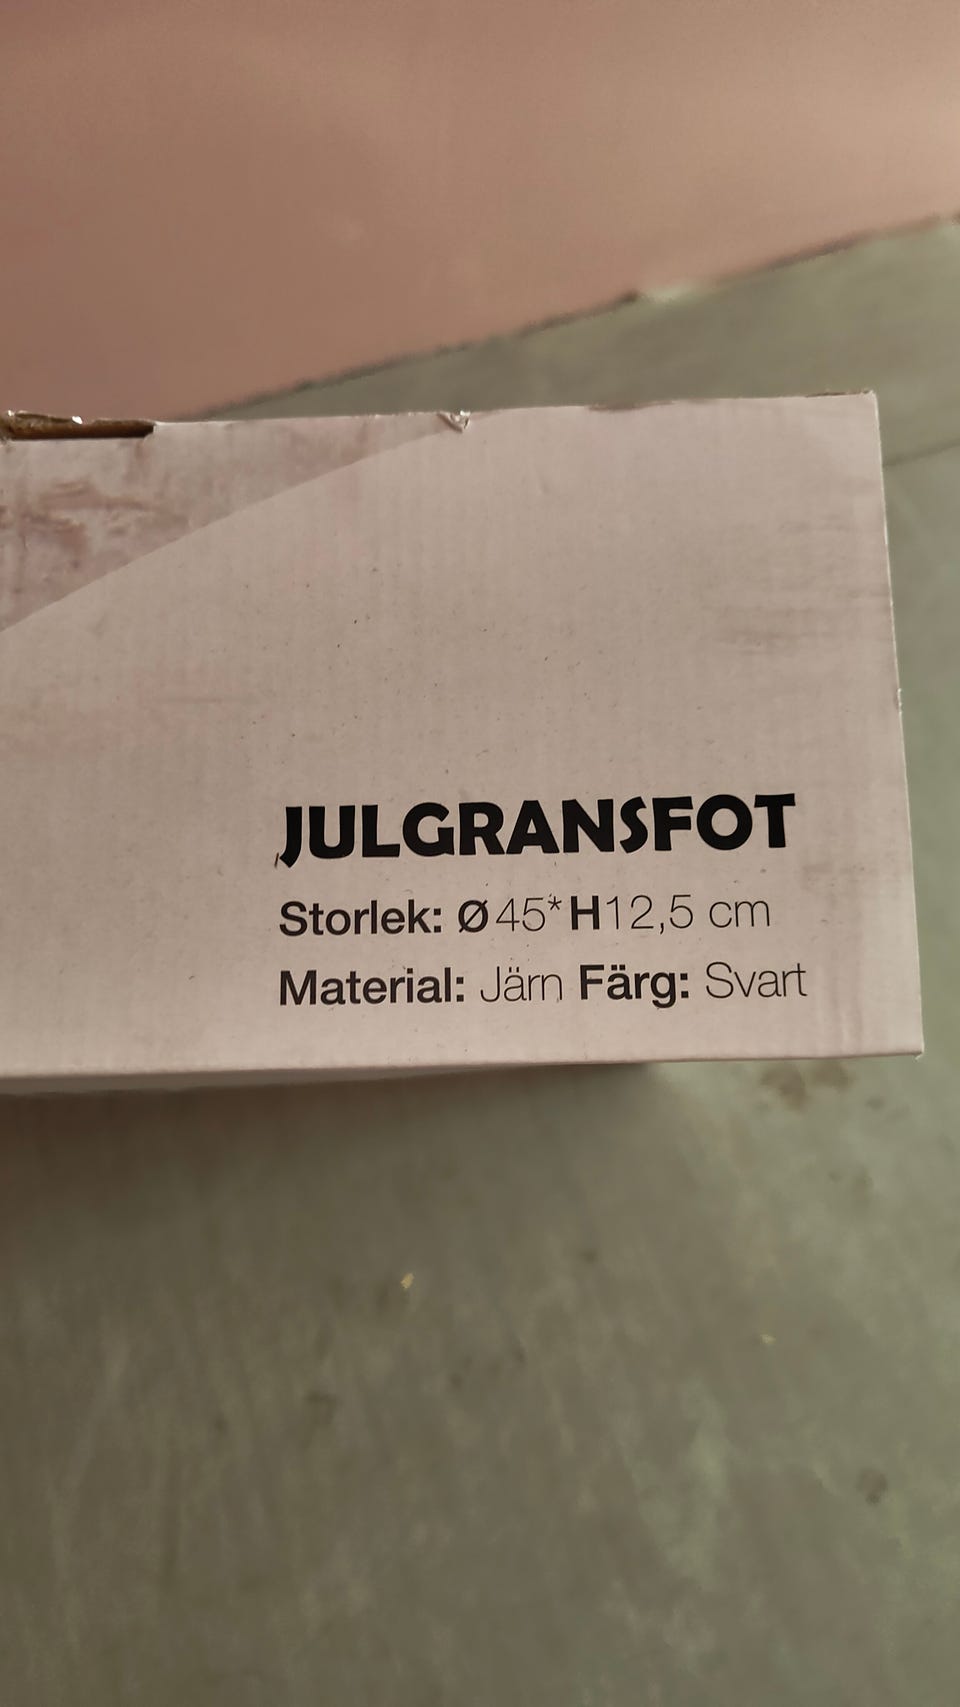 JULGRANSFOT
Storlek: Ø45*H12,5 cm
Material: Järn Färg: Svart